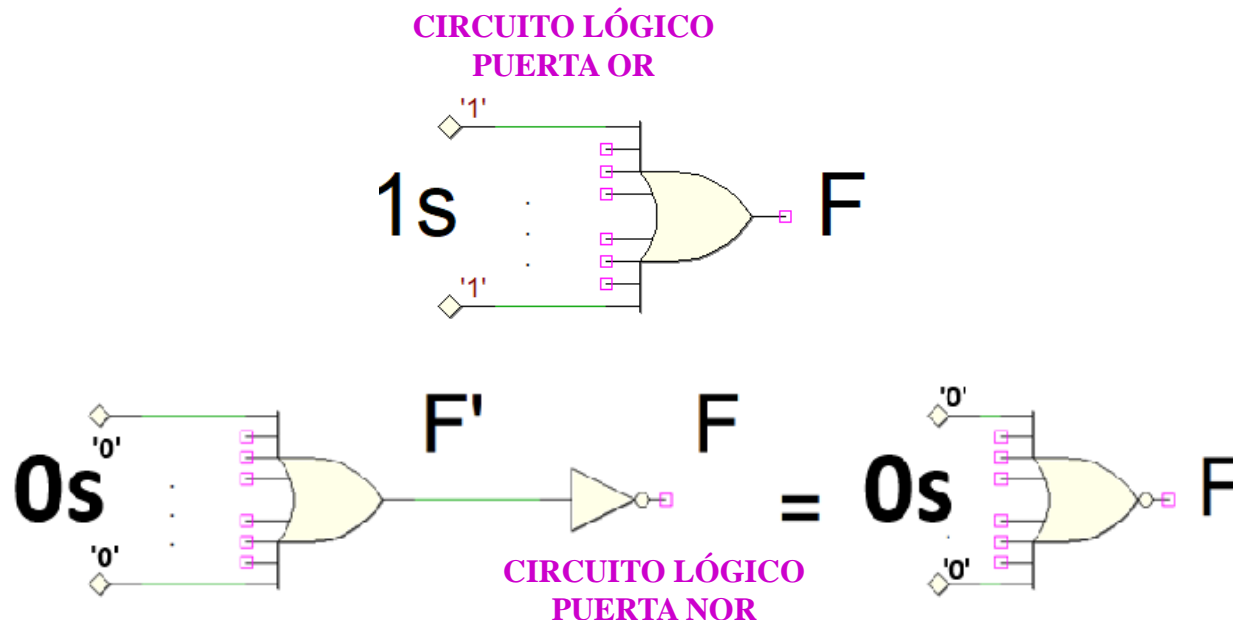 CIRCUITO LÓGICO
PUERTA OR
'1'
1s
F
'1'
F'
F
'0'
'0'
0s
=
0s
F
'0'
'0'
CIRCUITO LÓGICO
PUERTA NOR